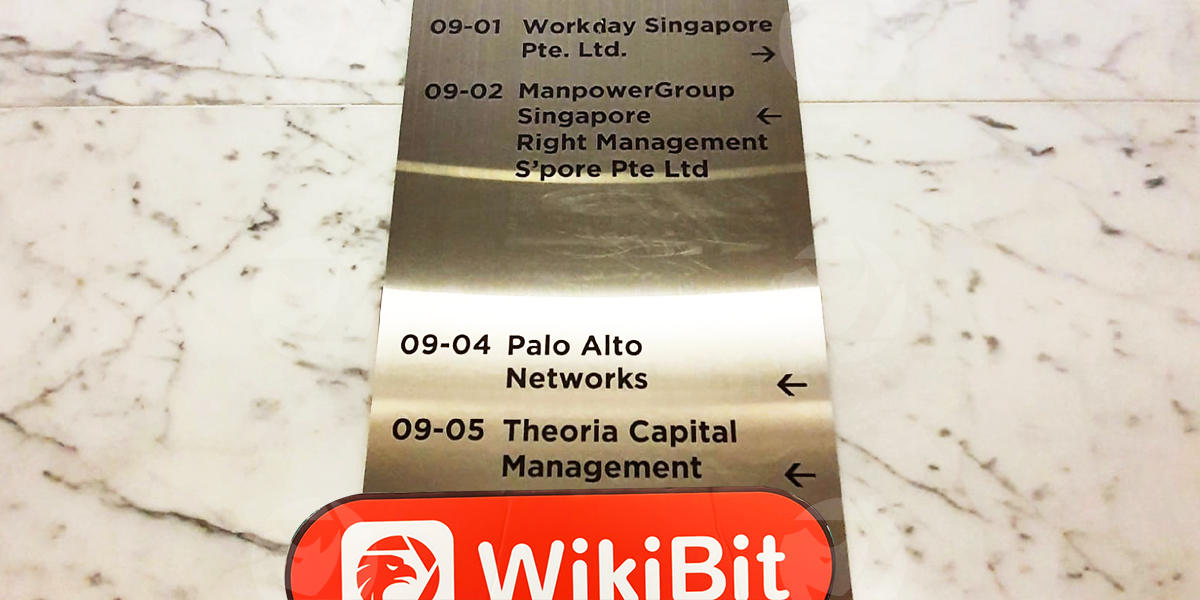 09-01 Workday Singapore
Pte. Ltd. →
09-02 ManpowerGroup
Singapore ←
Right Management
S'pore Pte Ltd
09-04 Palo Alto
Networks ←
09-05 Theoria Capital
Management ←
WikiBit